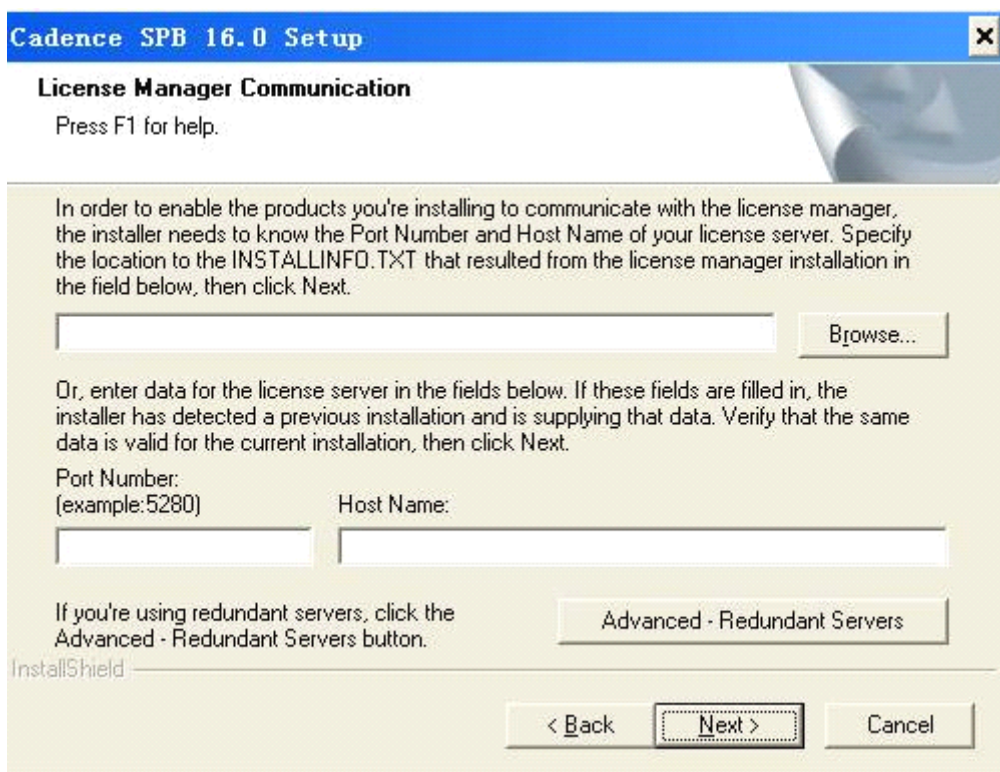 Cadence SPB 16.0 Setup
License Manager Communication
Press F1 for help.
In order to enable the products you're installing to communicate with the license manager,
the installer needs to know the Port Number and Host Name of your license server. Specify
the location to the INSTALLINFO.TXT that resulted from the license manager installation in
the field below, then click Next.
Browse...
Or, enter data for the license server in the fields below. If these fields are filled in, the
installer has detected a previous installation and is supplying that data. Verify that the same
data is valid for the current installation, then click Next.
Port Number:
(example:5280)
Host Name:
If you're using redundant servers, click the
Advanced - Redundant Servers button.
Advanced - Redundant Servers
InstallShield
< Back
Next >
Cancel